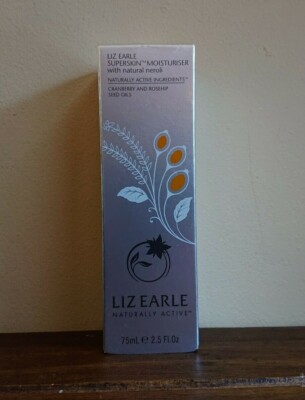 LIZ EARLE
SUPERSKIN™ MOISTURISER
with natural neroli
NATURALLY ACTIVE INGREDIENTS™
CRANBERRY AND ROSEHIP
SEED OILS
LIZ EARLE
NATURALLY ACTIVE™
75mL ℮ 2.5 FL Oz